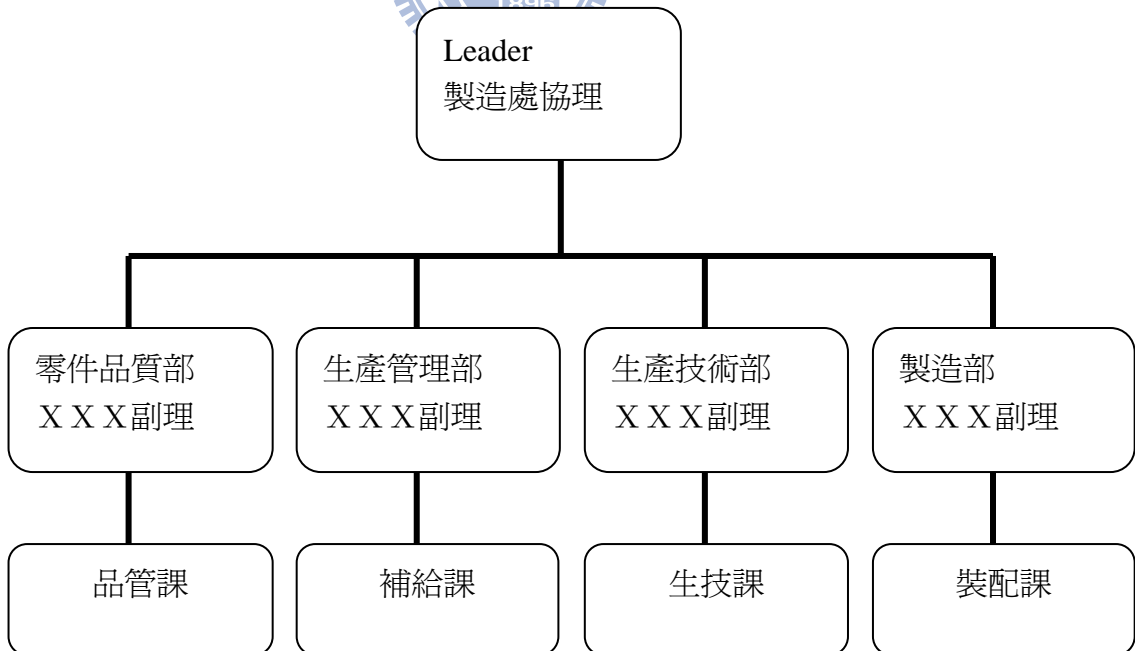 1896
Leader
製造處協理
零件品質部
ＸＸＸ副理
生產管理部
ＸＸＸ副理
生產技術部
ＸＸＸ副理
製造部
ＸＸＸ副理
品管課
補給課
生技課
裝配課